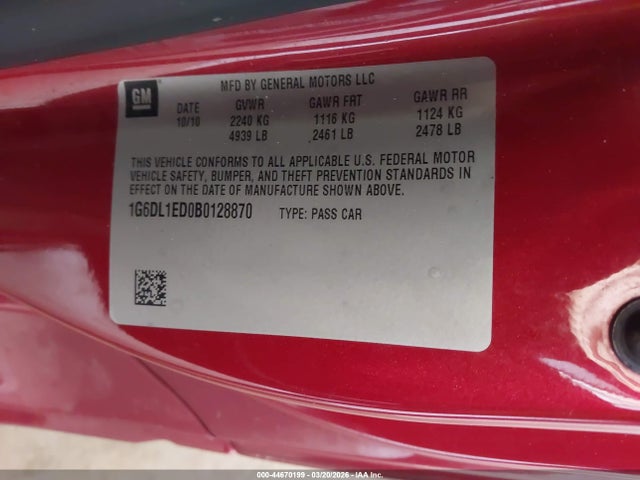 GM
MFD BY GENERAL MOTORS LLC
DATE GVWR GAWR FRT GAWR RR
10/10 2240 KG 1116 KG 1124 KG
4939 LB 2461 LB 2478 LB
THIS VEHICLE CONFORMS TO ALL APPLICABLE U.S. FEDERAL MOTOR
VEHICLE SAFETY, BUMPER, AND THEFT PREVENTION STANDARDS IN
EFFECT ON THE DATE OF MANUFACTURE SHOWN ABOVE.
1G6DL1ED0B0128870 TYPE: PASS CAR
000-44670199 - 03/20/2026 - IAA Inc.